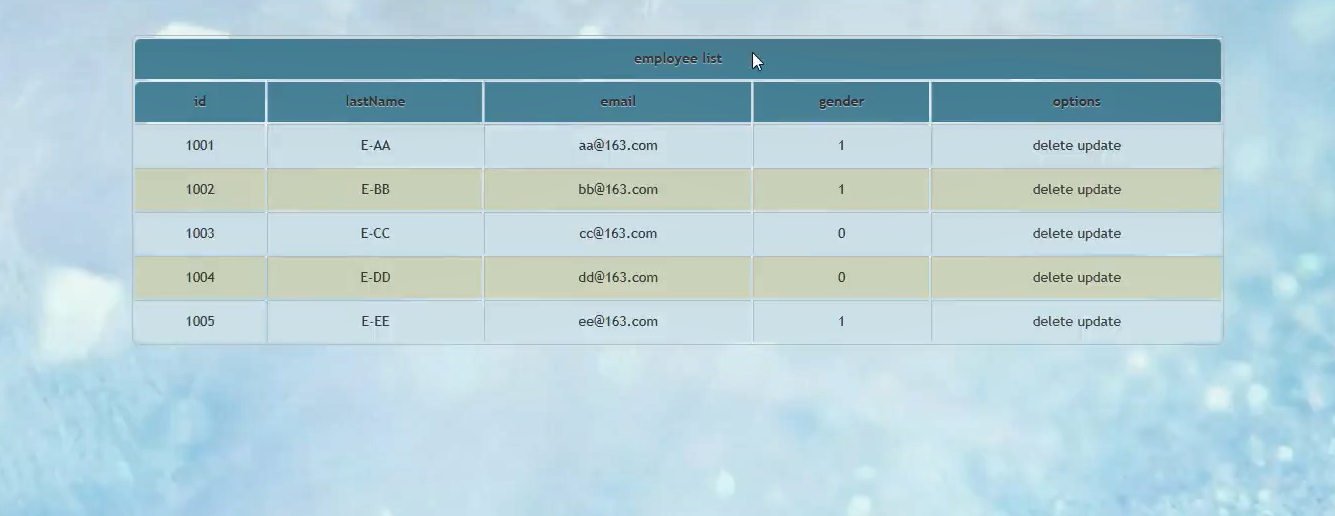 employee list
id lastName email gender options
1001 E-AA aa@163.com 1 delete update
1002 E-BB bb@163.com 1 delete update
1003 E-CC cc@163.com 0 delete update
1004 E-DD dd@163.com 0 delete update
1005 E-EE ee@163.com 1 delete update